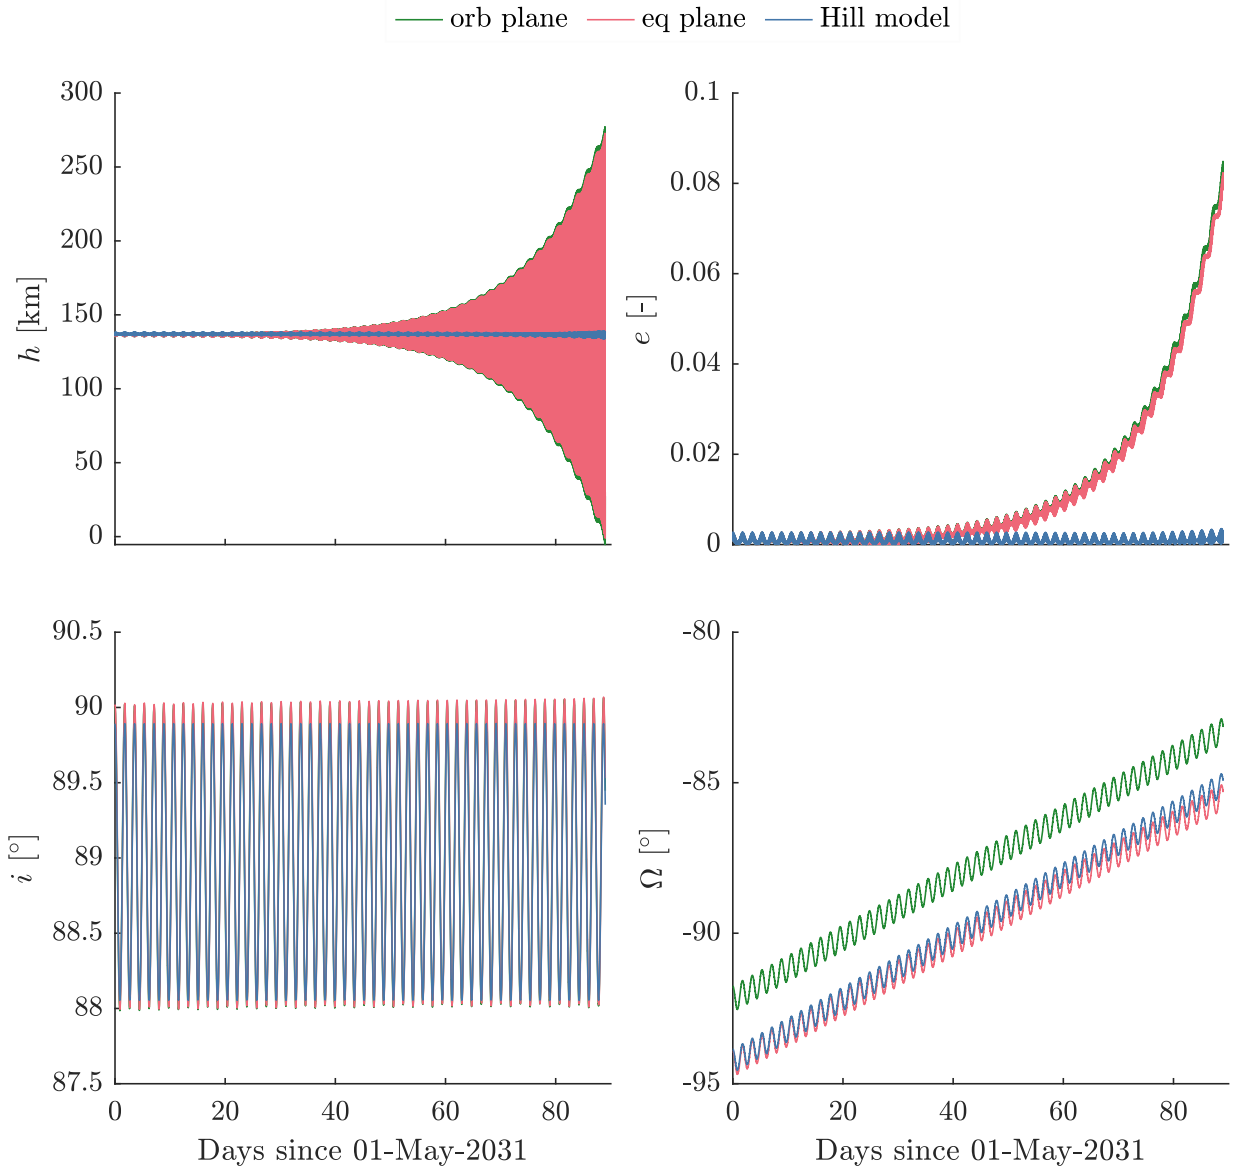 orb plane eq plane Hill model
300
250
200
150
100
50
0
h [km]
0.1
0.08
0.06
0.04
0.02
0
e [-]
90.5
90
89.5
89
88.5
88
87.5
i [°]
0 20 40 60 80
Days since 01-May-2031
-80
-85
-90
-95
Ω [°]
0 20 40 60 80
Days since 01-May-2031